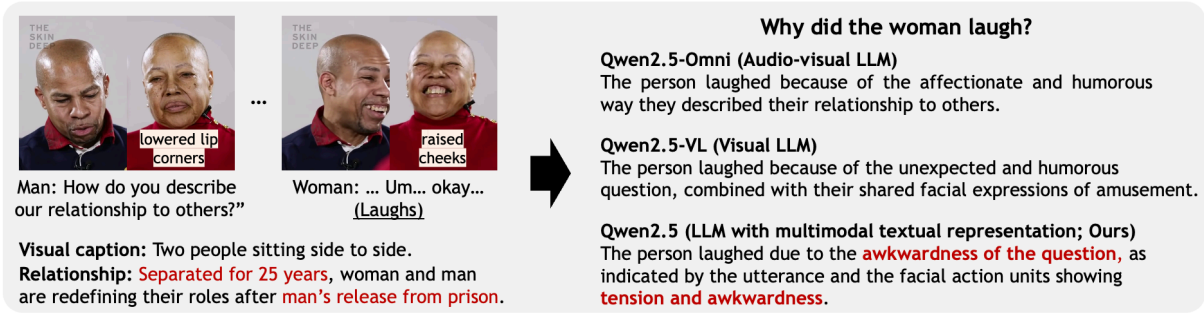 THE
SKIN
DEEP
lowered lip
corners
...
THE
SKIN
DEEP
raised
cheeks
Man: How do you describe
our relationship to others?”
Woman: ... Um... okay...
(Laughs)
Visual caption: Two people sitting side to side.
Relationship: Separated for 25 years, woman and man
are redefining their roles after man’s release from prison.
Why did the woman laugh?
Qwen2.5-Omni (Audio-visual LLM)
The person laughed because of the affectionate and humorous
way they described their relationship to others.
Qwen2.5-VL (Visual LLM)
The person laughed because of the unexpected and humorous
question, combined with their shared facial expressions of amusement.
Qwen2.5 (LLM with multimodal textual representation; Ours)
The person laughed due to the awkwardness of the question, as
indicated by the utterance and the facial action units showing
tension and awkwardness.